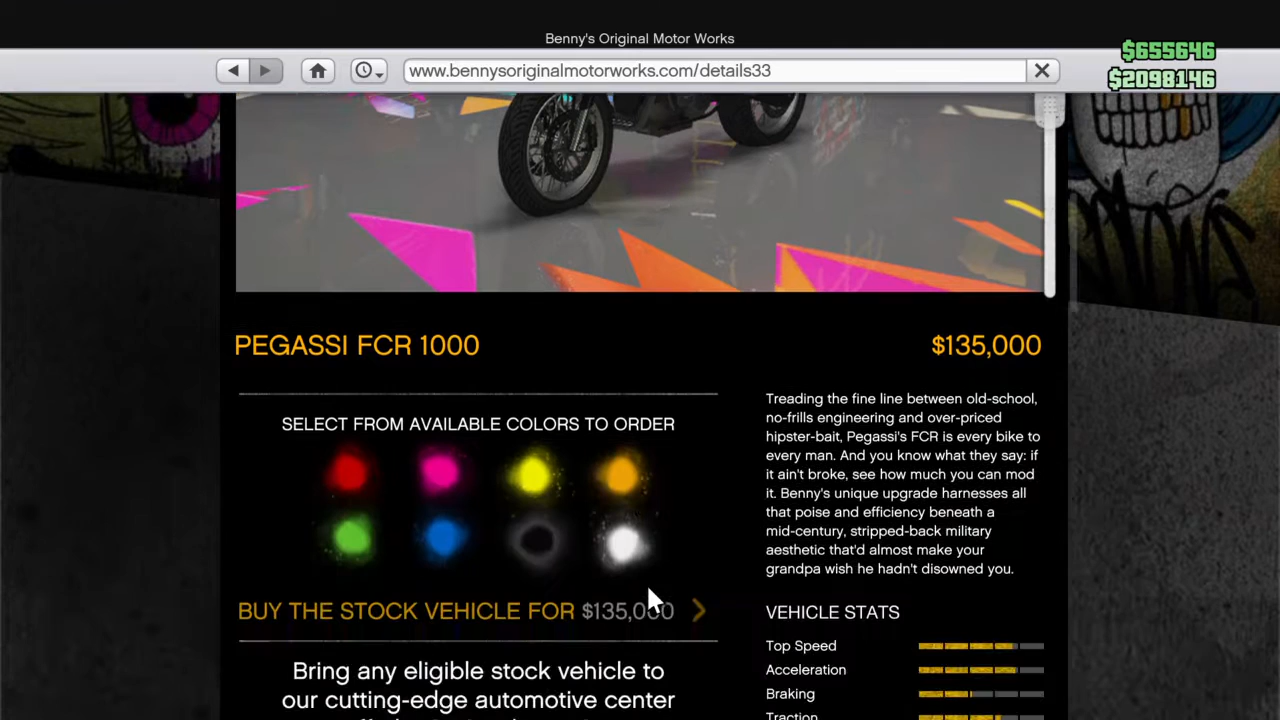 Benny's Original Motor Works
www.bennysoriginalmotorworks.com/details33
$655646
$2098146
PEGASSI FCR 1000
$135,000
SELECT FROM AVAILABLE COLORS TO ORDER
BUY THE STOCK VEHICLE FOR $135,000
Bring any eligible stock vehicle to
our cutting-edge automotive center
Treading the fine line between old-school,
no-frills engineering and over-priced
hipster-bait, Pegassi's FCR is every bike to
every man. And you know what they say: if
it ain't broke, see how much you can mod
it. Benny's unique upgrade harnesses all
that poise and efficiency beneath a
mid-century, stripped-back military
aesthetic that'd almost make your
grandpa wish he hadn't disowned you.
VEHICLE STATS
Top Speed
Acceleration
Braking
Traction